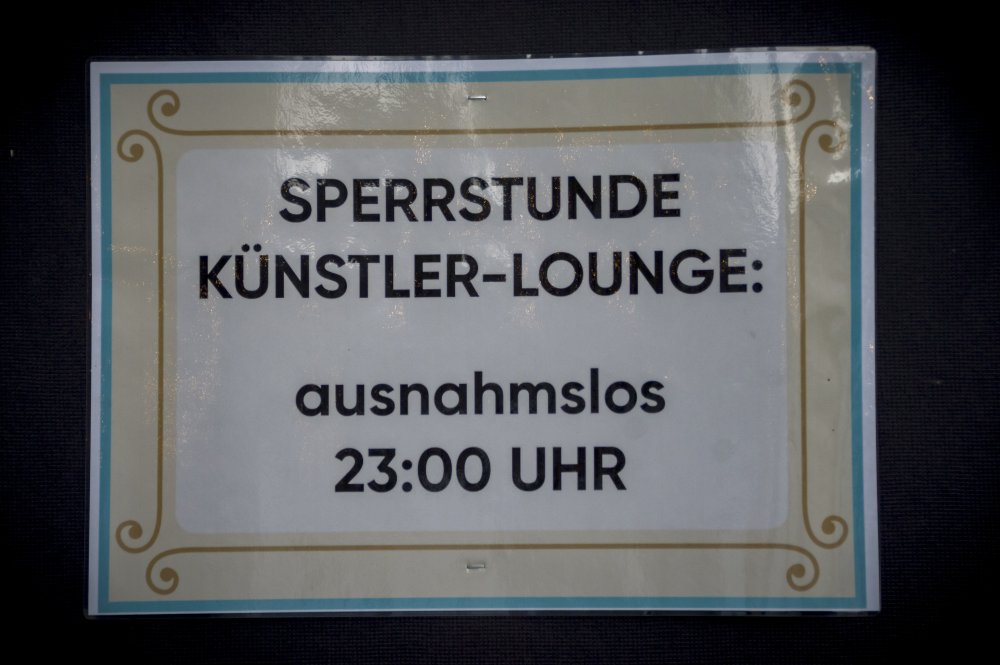 SPERRSTUNDE
KÜNSTLER-LOUNGE:
ausnahmslos
23:00 UHR